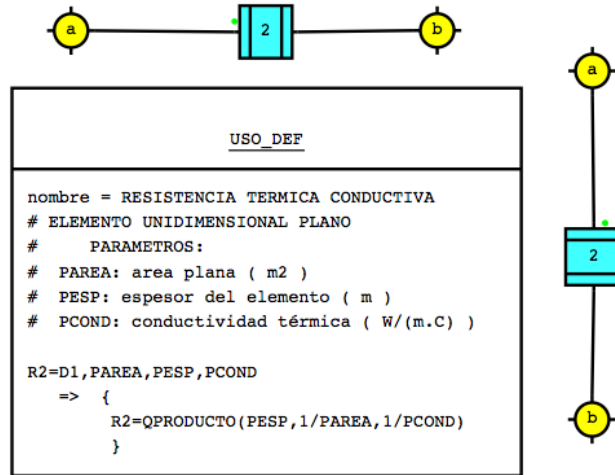 a 2 b
USO_DEF
nombre = RESISTENCIA TERMICA CONDUCTIVA
# ELEMENTO UNIDIMENSIONAL PLANO
#     PARAMETROS:
#  PAREA: area plana ( m2 )
#  PESP: espesor del elemento ( m )
#  PCOND: conductividad térmica ( W/(m.C) )
R2=D1,PAREA,PESP,PCOND
   =>  {
        R2=QPRODUCTO(PESP,1/PAREA,1/PCOND)
        }
a
2
b